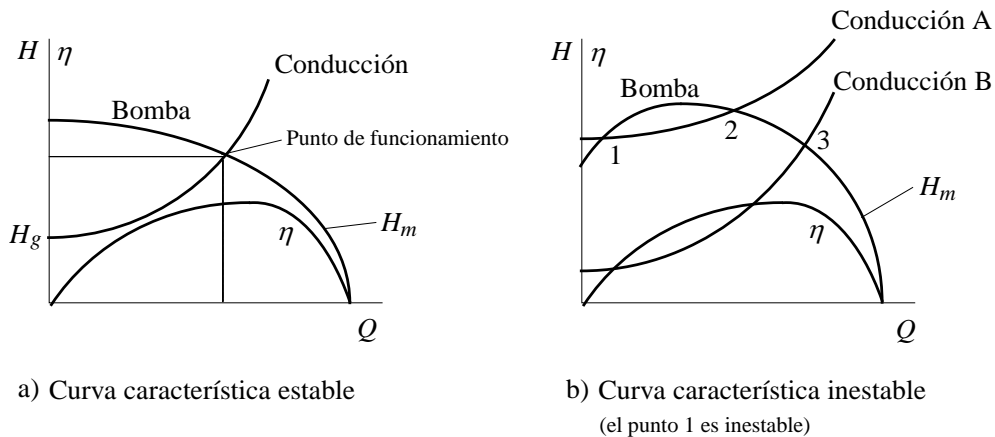 H η
Conducción
Bomba
Punto de funcionamiento
H_g
H_m
η
Q
a) Curva característica estable
Conducción A
H η
Bomba
Conducción B
1
2
3
H_m
η
Q
b) Curva característica inestable
(el punto 1 es inestable)